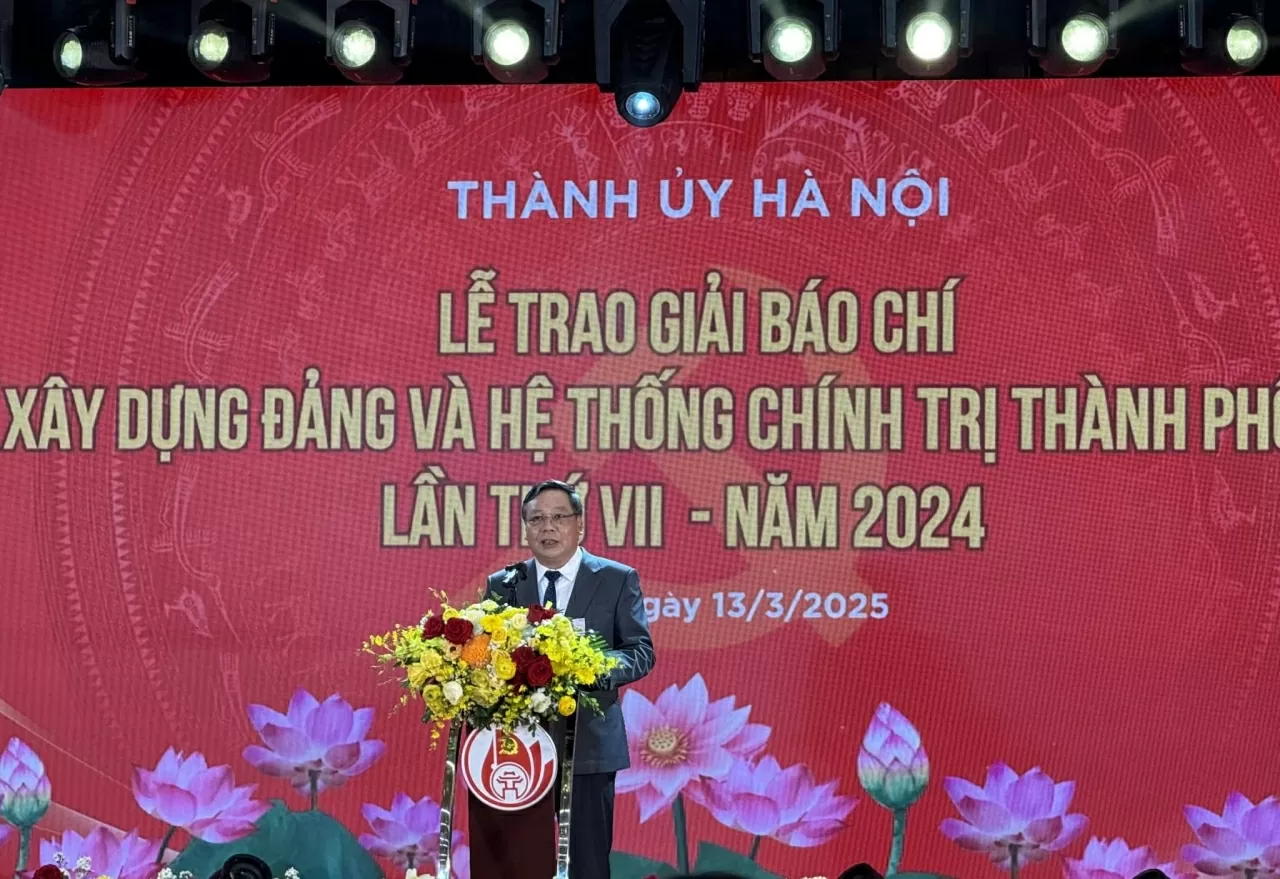 THÀNH ỦY HÀ NỘI
LỄ TRAO GIẢI BÁO CHÍ
XÂY DỰNG ĐẢNG VÀ HỆ THỐNG CHÍNH TRỊ THÀNH PHỐ
LẦN THỨ VII - NĂM 2024
gày 13/3/2025